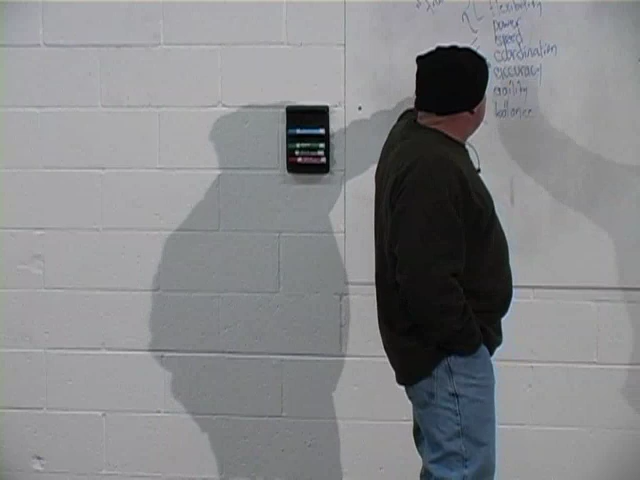 flexibility
power
speed
coordination
accuracy
agility
balance